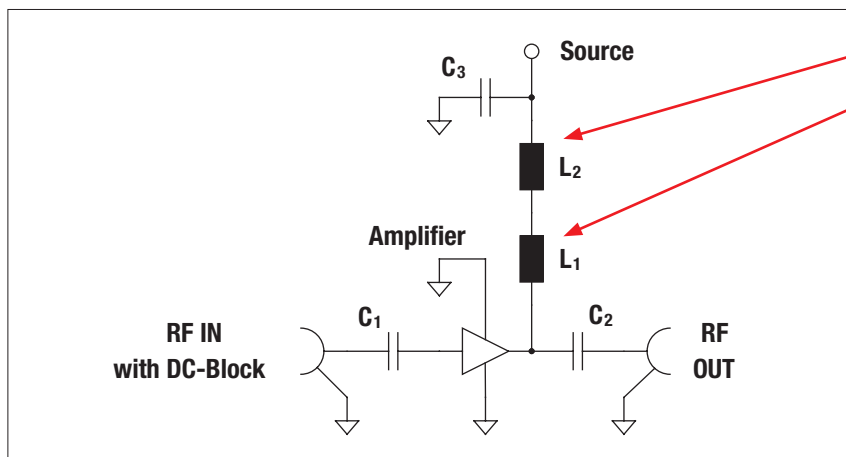 Source
C3
L2
Amplifier
L1
C1
C2
RF IN
with DC-Block
RF
OUT